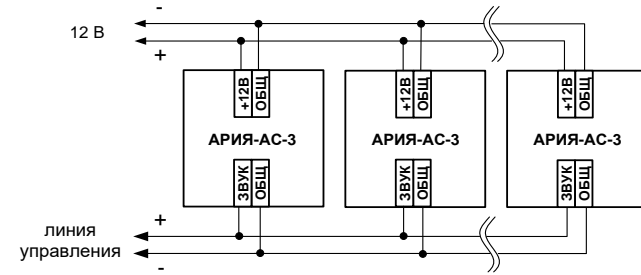 -
12 В
+
+12В ОБЩ +12В ОБЩ +12В ОБЩ
АРИЯ-АС-3 АРИЯ-АС-3 АРИЯ-АС-3
ЗВУК ОБЩ ЗВУК ОБЩ ЗВУК ОБЩ
+
линия
управления
-